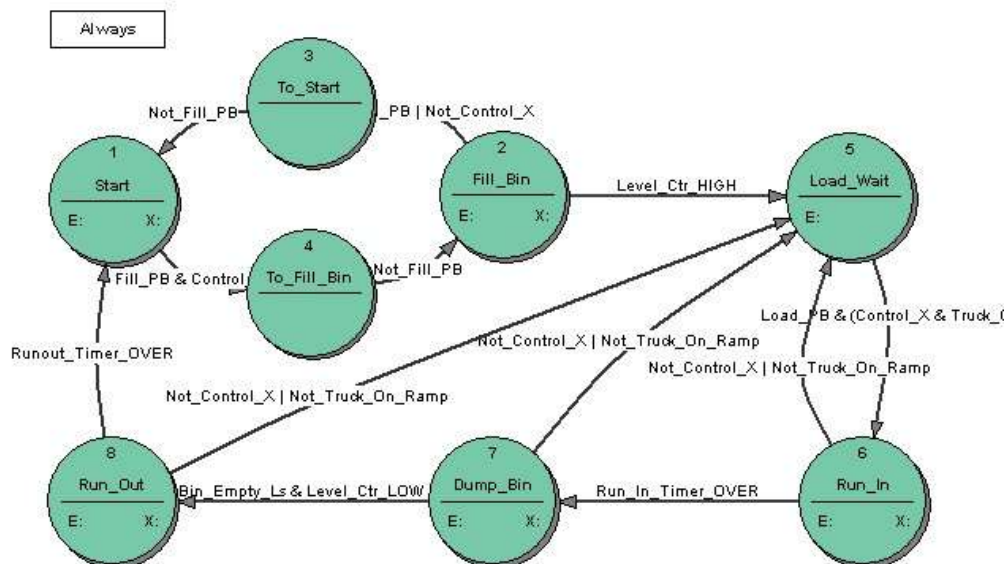 Always
3
To_Start
Not_Fill_PB
_PB | Not_Control_X
1
Start
E: X:
2
Fill_Bin
E: X:
Level_Ctr_HIGH
5
Load_Wait
E:
4
To_Fill_Bin
Fill_PB & Control
Not_Fill_PB
Load_PB & (Control_X & Truck_
Runout_Timer_OVER
Not_Control_X | Not_Truck_On_Ramp
Not_Control_X | Not_Truck_On_Ramp
Not_Control_X | Not_Truck_On_Ramp
8
Run_Out
E: X:
Bin_Empty_Ls & Level_Ctr_LOW
7
Dump_Bin
E: X:
Run_In_Timer_OVER
6
Run_In
E: X: